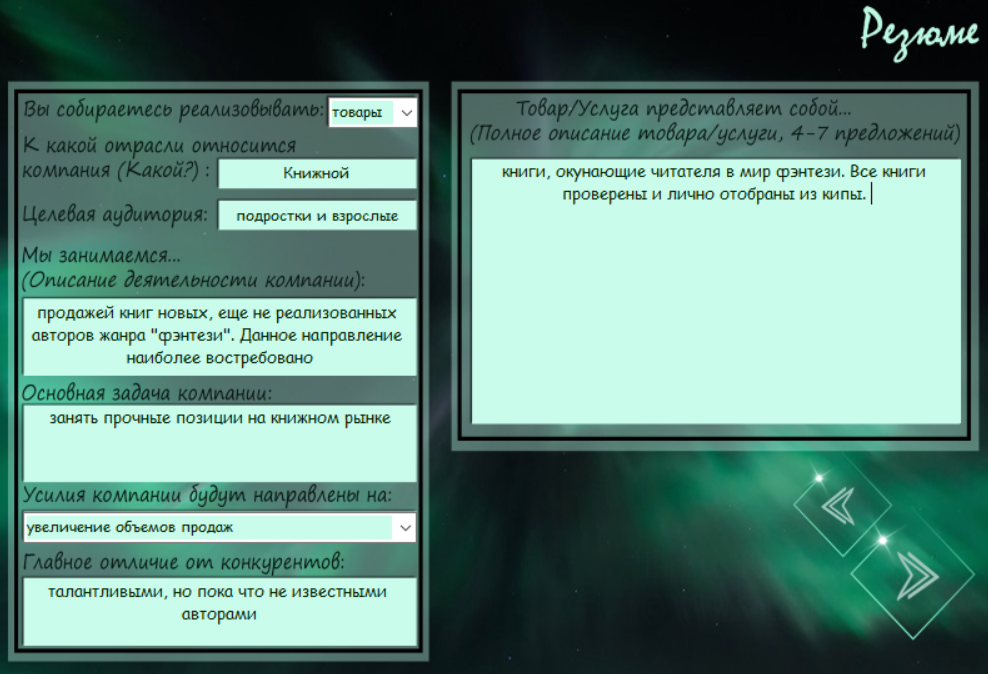 Резюме
Вы собираетесь реализовывать: товары
К какой отрасли относится
компания (Какой?) : Книжной
Целевая аудитория: подростки и взрослые
Мы занимаемся...
(Описание деятельности компании):
продажей книг новых, еще не реализованных
авторов жанра "фэнтези". Данное направление
наиболее востребовано
Основная задача компании:
занять прочные позиции на книжном рынке
Усилия компании будут направлены на:
увеличение объемов продаж
Главное отличие от конкурентов:
талантливыми, но пока что не известными
авторами
Товар/Услуга представляет собой...
(Полное описание товара/услуги, 4-7 предложений)
книги, окунающие читателя в мир фэнтези. Все книги
проверены и лично отобраны из кипы.